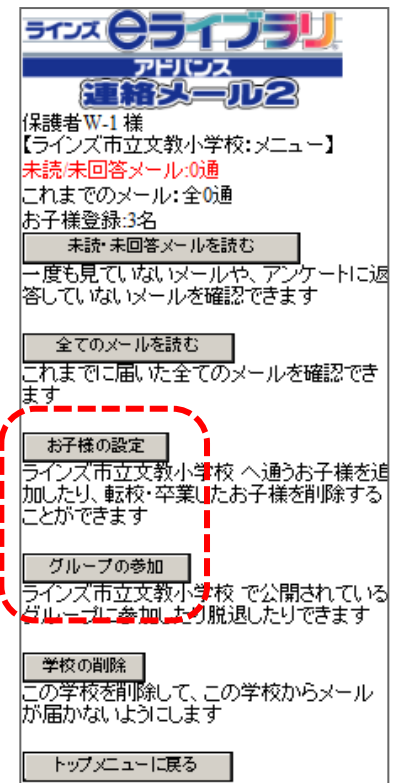 ラインズeライブラリ
アドバンス
連絡メール2
保護者W-1 様
【ラインズ市立文教小学校:メニュー】
未読/未回答メール:0通
これまでのメール:全0通
お子様登録:3名
未読・未回答メールを読む
一度も見ていないメールや、アンケートに返
答していないメールを確認できます
全てのメールを読む
これまでに届いた全てのメールを確認でき
ます
お子様の設定
ラインズ市立文教小学校 へ通うお子様を追
加したり、転校・卒業したお子様を削除する
ことができます
グループの参加
ラインズ市立文教小学校 で公開されている
グループに参加したり脱退したりできます
学校の削除
この学校を削除して、この学校からメール
が届かないようにします
トップメニューに戻る